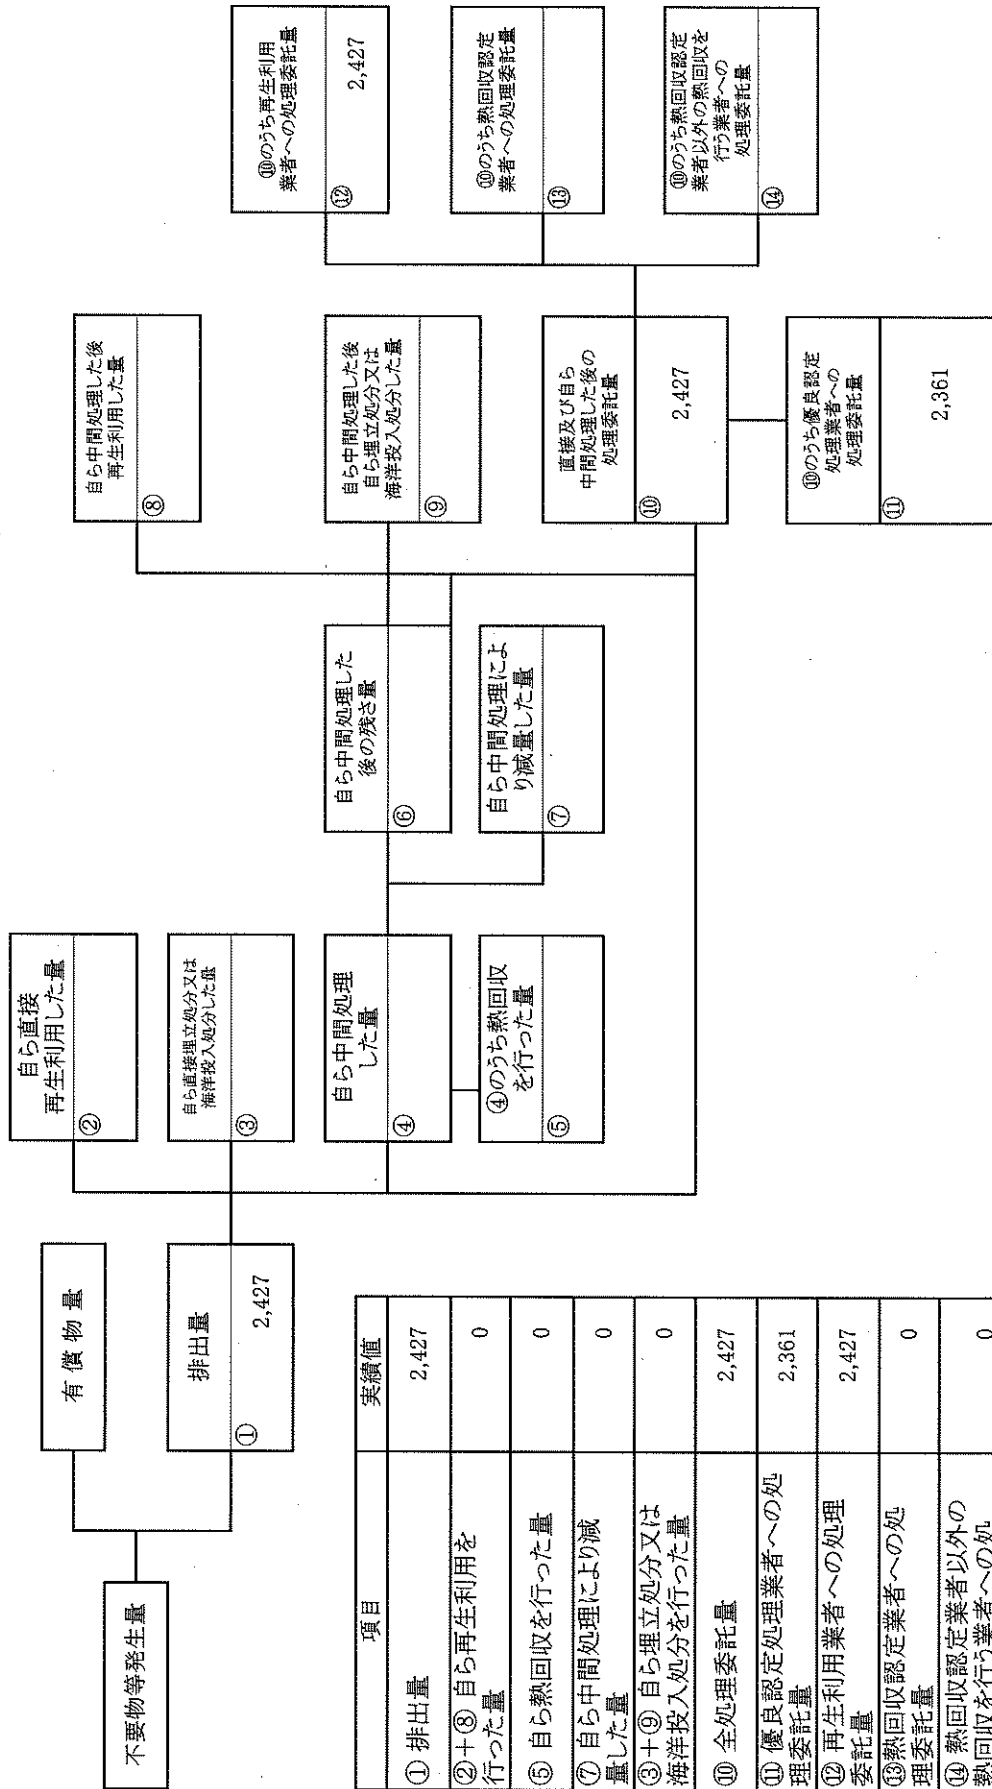 不要物等発生量
有償物量
排出量
①
2,427
自ら直接
再生利用した量
②
自ら直接埋立処分又は
海洋投入処分した量
③
自ら中間処理
した量
④
④のうち熱回収
を行った量
⑤
自ら中間処理した
後の残さ量
⑥
自ら中間処理によ
り減量した量
⑦
自ら中間処理した後
再生利用した量
⑧
自ら中間処理した後
自ら埋立処分又は
海洋投入処分した量
⑨
直接及び自ら
中間処理した後の
処理委託量
⑩
2,427
⑩のうち優良認定
処理業者への
処理委託量
⑪
2,361
⑩のうち再生利用
業者への処理委託量
⑫
2,427
⑩のうち熱回収認定
業者への処理委託量
⑬
⑩のうち熱回収認定
業者以外の熱回収を
行う業者への
処理委託量
⑭
項目 実績値
① 排出量 2,427
②+⑧ 自ら再生利用を
行った量 0
⑤ 自ら熱回収を行った量 0
⑦ 自ら中間処理により減
量した量 0
③+⑨ 自ら埋立処分又は
海洋投入処分を行った量 0
⑩ 全処理委託量 2,427
⑪ 優良認定処理業者への処
理委託量 2,361
⑫ 再生利用業者への処理
委託量 2,427
⑬熱回収認定業者への処
理委託量 0
⑭ 熱回収認定業者以外の
熱回収を行う業者への処 0